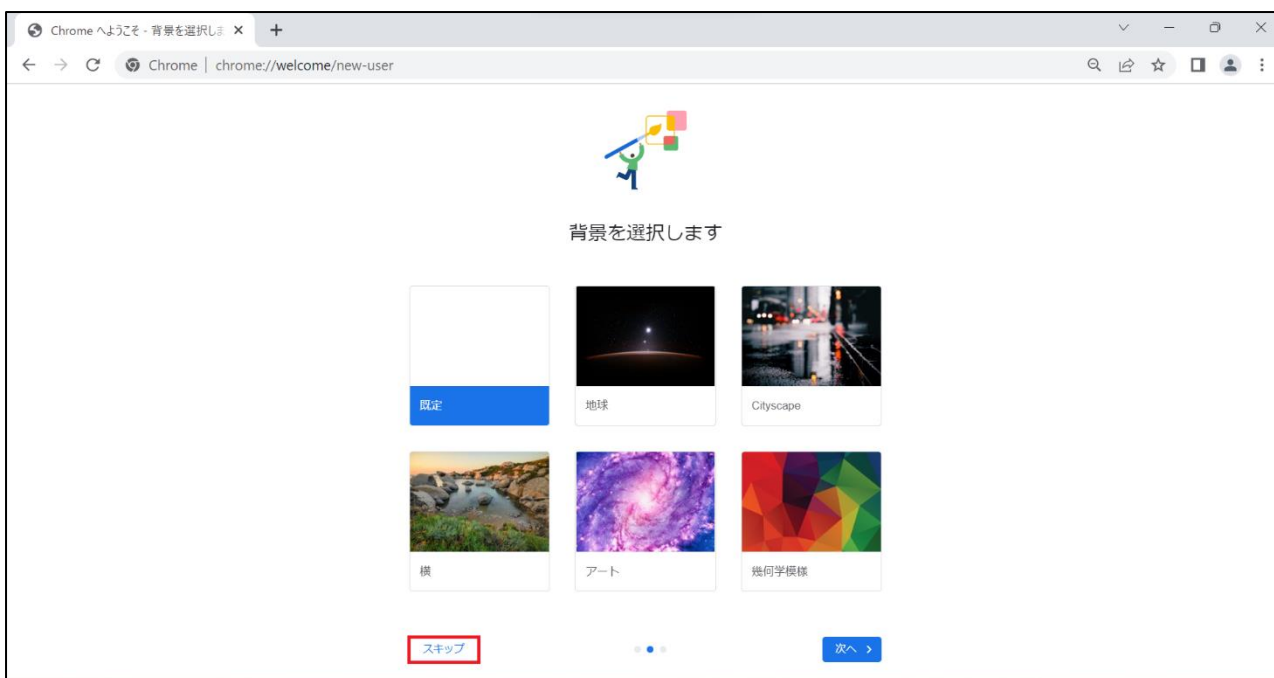 Chrome へようこそ - 背景を選択しま
Chrome | chrome://welcome/new-user
背景を選択します
既定
地球
Cityscape
横
アート
幾何学模様
スキップ
次へ